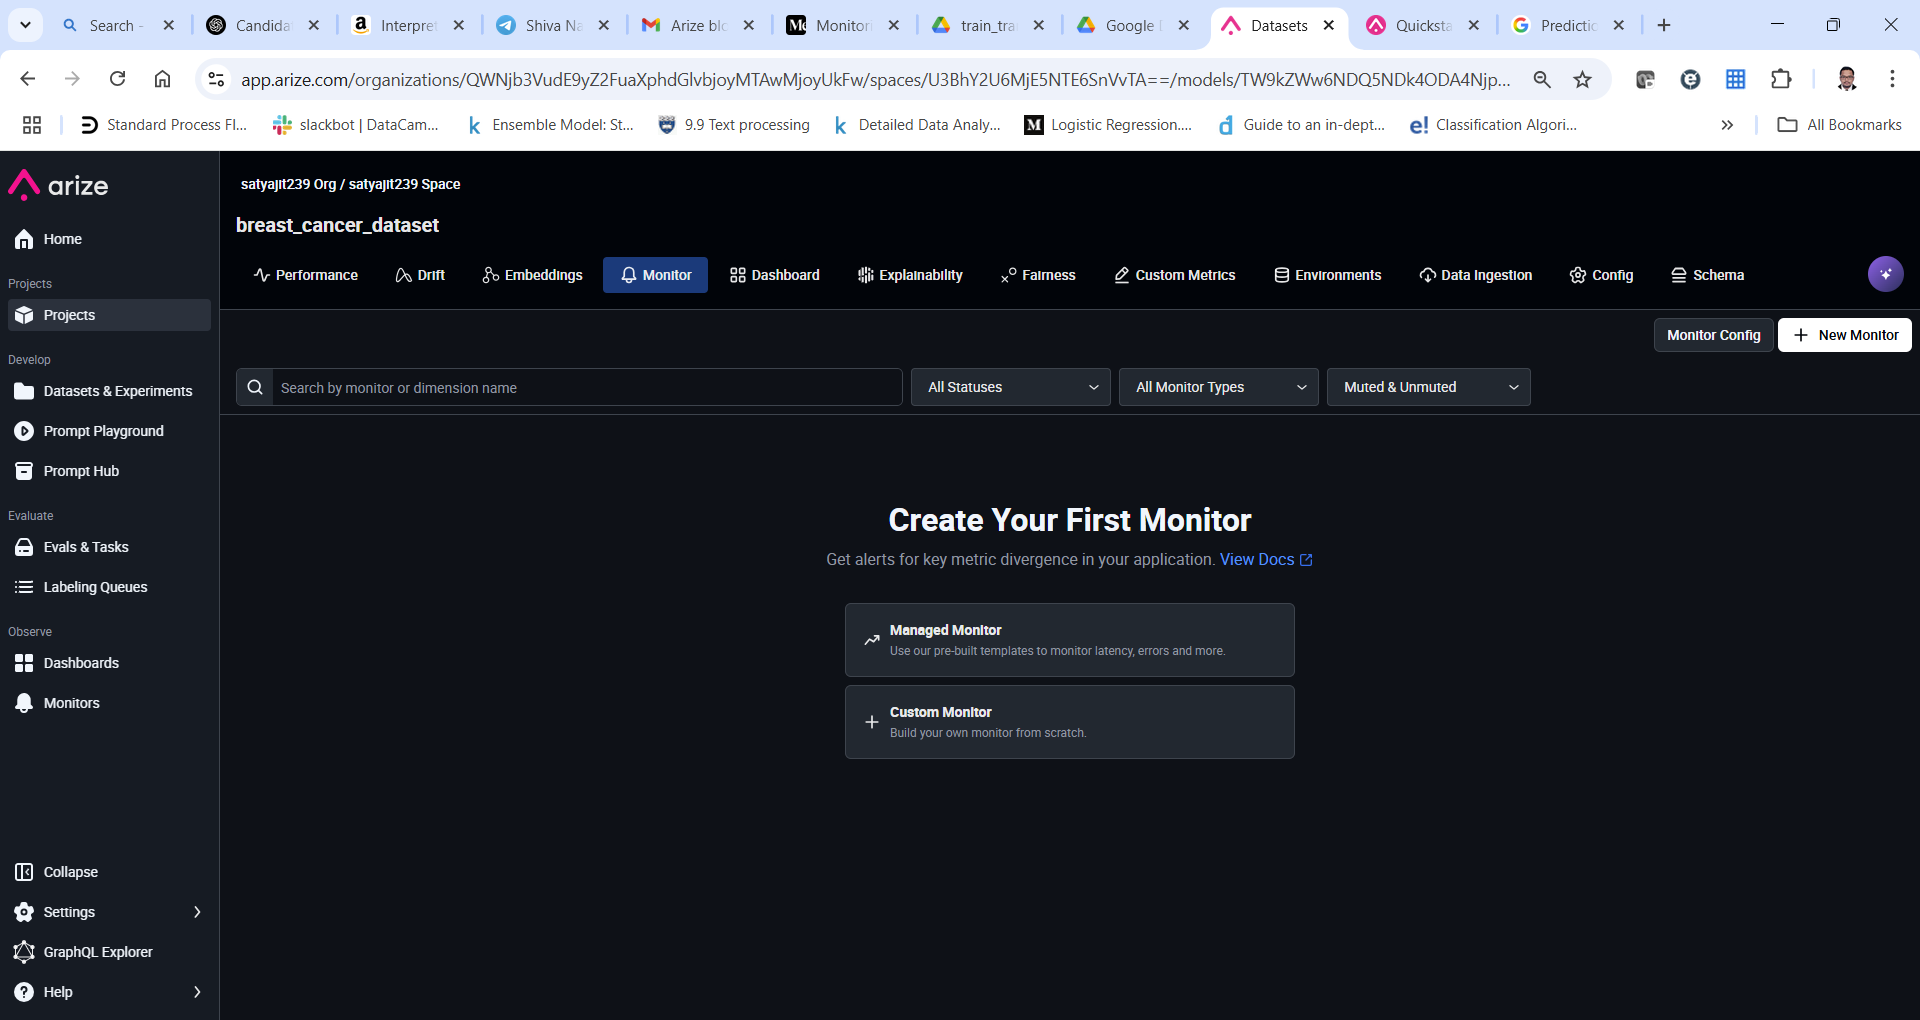 Search -
Candida
Interpret
Shiva Na
Arize blo
Monitori
train_tra
Google D
Datasets
Quicksta
Predictio
app.arize.com/organizations/QWNjb3VudE9yZ2FuaXphdGlvbjoyMTAwMjoyUkFw/spaces/U3BhY2U6MjE5NTE6SnVvTA==/models/TW9kZWw6NDQ5NDk4ODA4Njp...
Standard Process Fl...
slackbot | DataCam...
Ensemble Model: St...
9.9 Text processing
Detailed Data Analy...
Logistic Regression....
Guide to an in-dept...
Classification Algori...
All Bookmarks
arize
Home
Projects
Projects
Develop
Datasets & Experiments
Prompt Playground
Prompt Hub
Evaluate
Evals & Tasks
Labeling Queues
Observe
Dashboards
Monitors
Collapse
Settings
GraphQL Explorer
Help
satyajit239 Org / satyajit239 Space
breast_cancer_dataset
Performance
Drift
Embeddings
Monitor
Dashboard
Explainability
Fairness
Custom Metrics
Environments
Data Ingestion
Config
Schema
Monitor Config
New Monitor
Search by monitor or dimension name
All Statuses
All Monitor Types
Muted & Unmuted
Create Your First Monitor
Get alerts for key metric divergence in your application. View Docs
Managed Monitor
Use our pre-built templates to monitor latency, errors and more.
Custom Monitor
Build your own monitor from scratch.